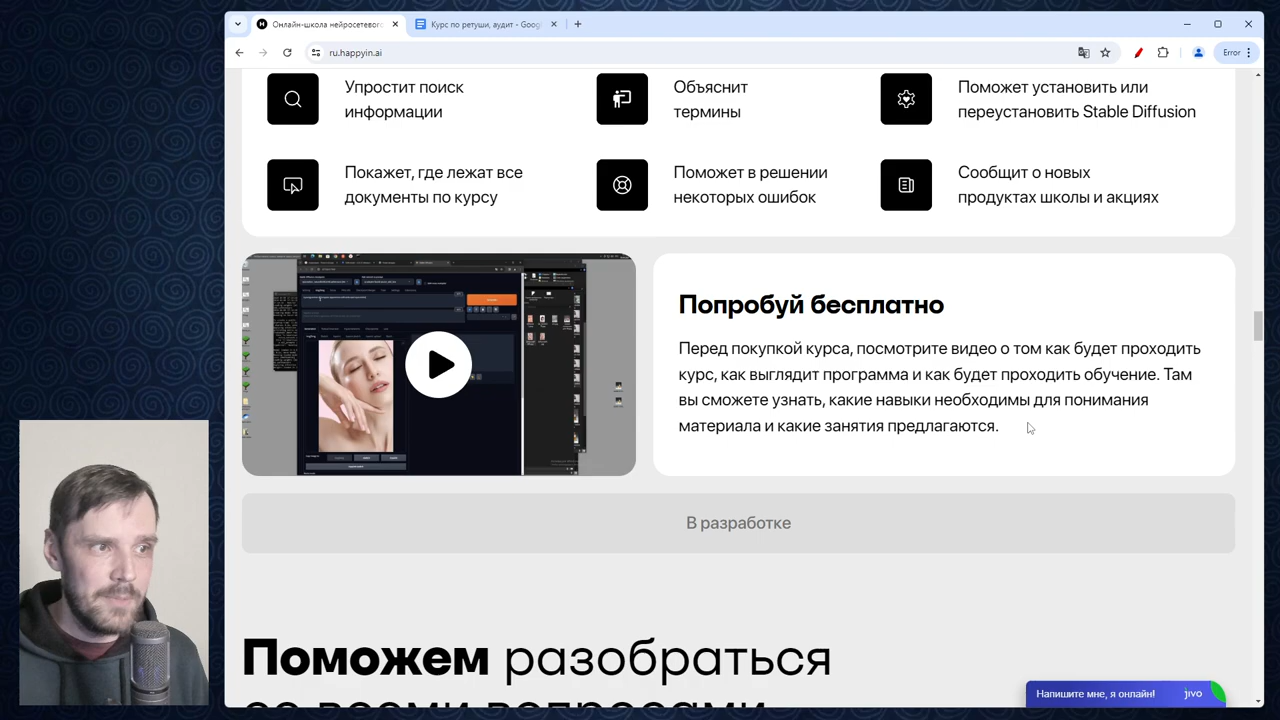 Онлайн-школа нейросетевого
Курс по ретуши, аудит - Goog
ru.happyin.ai
Error
Упростит поиск
информации
Объяснит
термины
Поможет установить или
переустановить Stable Diffusion
Покажет, где лежат все
документы по курсу
Поможет в решении
некоторых ошибок
Сообщит о новых
продуктах школы и акциях
Попробуй бесплатно
Перед покупкой курса, посмотрите видео о том как будет проходить
курс, как выглядит программа и как будет проходить обучение. Там
вы сможете узнать, какие навыки необходимы для понимания
материала и какие занятия предлагаются.
В разработке
Поможем разобраться
со всеми вопросами
Напишите мне, я онлайн!
jivo